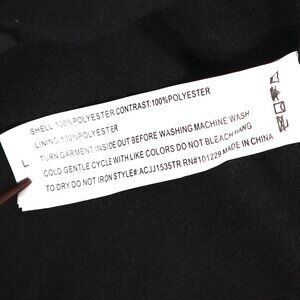 SHELL:100%POLYESTER,CONTRAST:100%POLYESTER
LINING:100%POLYESTER
L
TURN GARMENT INSIDE OUT BEFORE WASHING MACHINE WASH
COLD GENTLE CYCLE WITH LIKE COLORS DO NOT BLEACH HANG
TO DRY DO NOT IRON STYLE#:ACJJ1535TR RN#101229 MADE IN CHINA